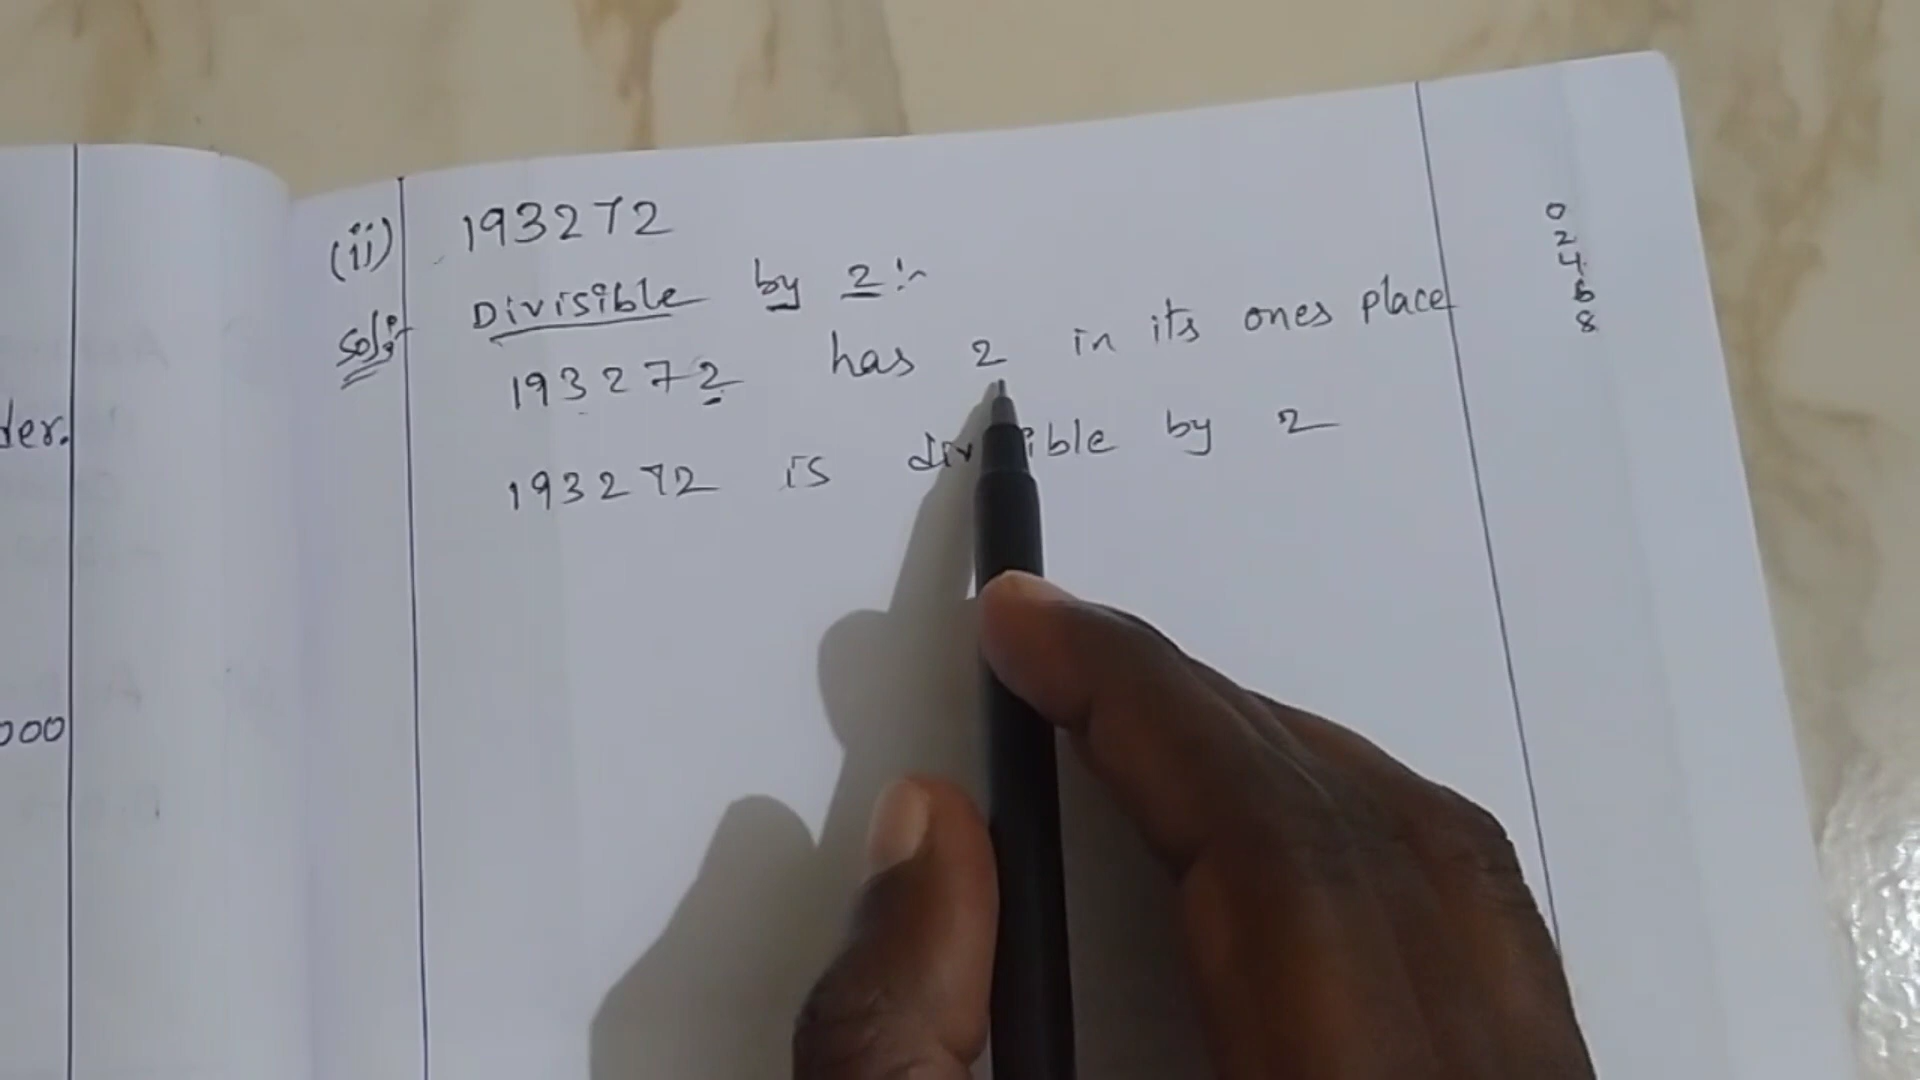 der.
000
(ii) 193272
Sol:- Divisible by 2:-
193272 has 2 in its ones place
193272 is divisible by 2
0
2
4
6
8